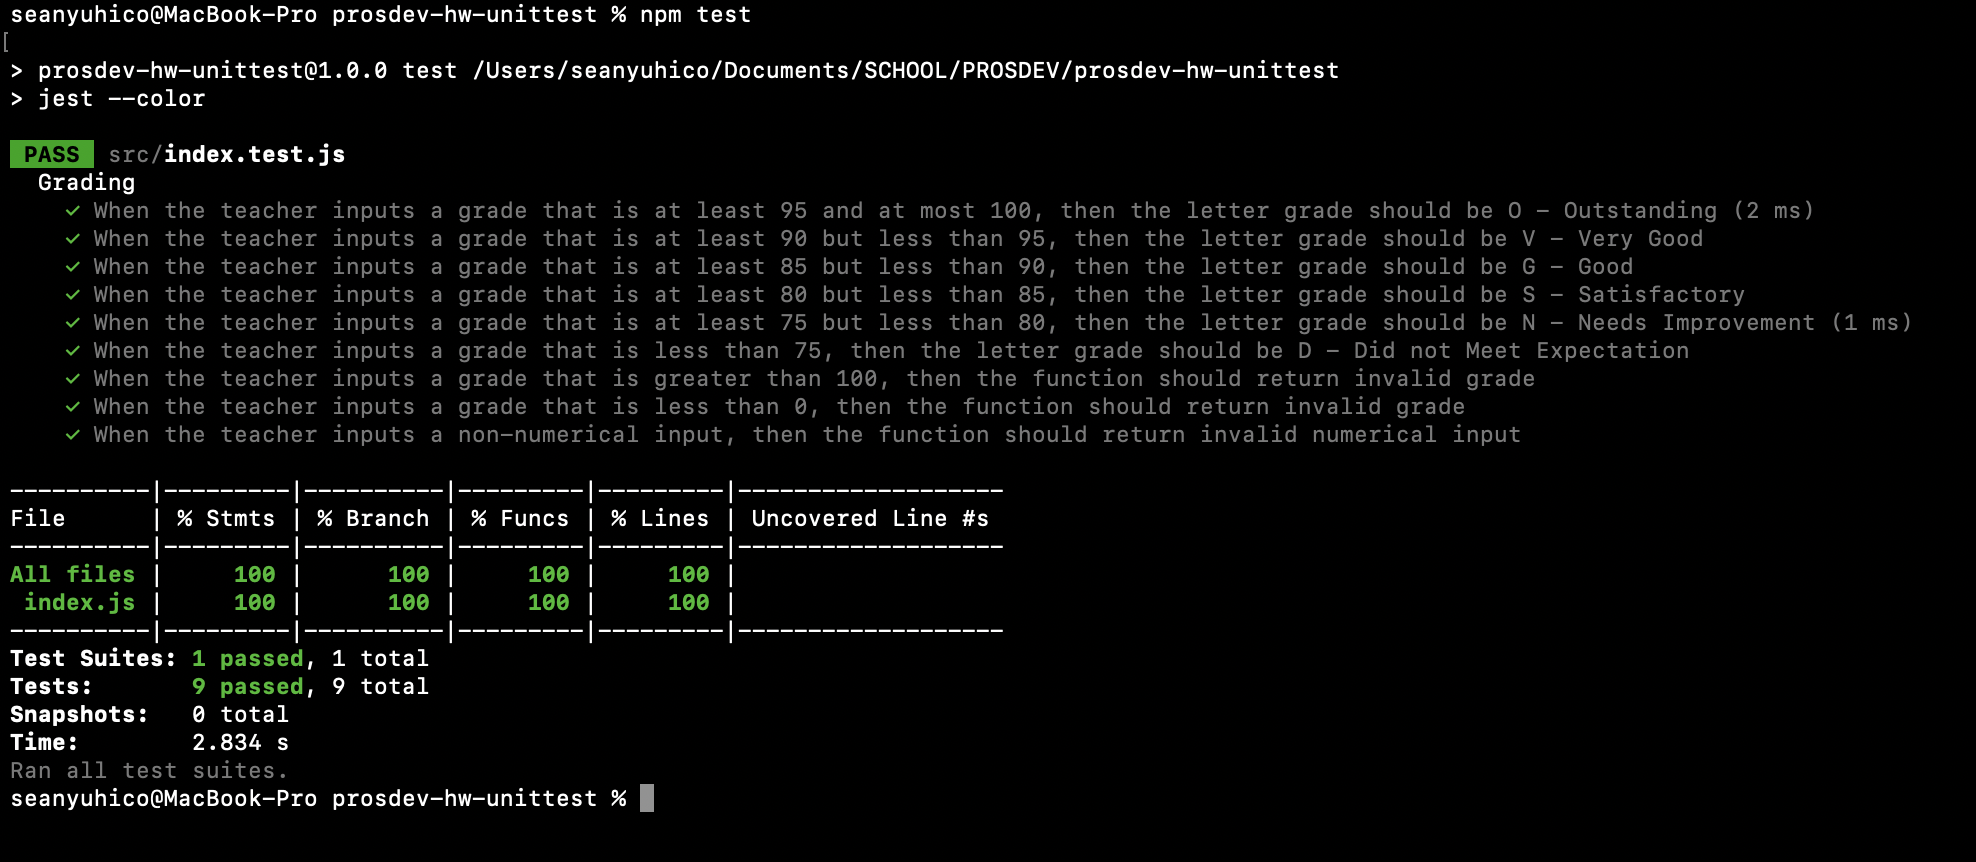 seanyuhico@MacBook-Pro prosdev-hw-unittest % npm test
[
> prosdev-hw-unittest@1.0.0 test /Users/seanyuhico/Documents/SCHOOL/PROSDEV/prosdev-hw-unittest
> jest --color
PASS src/index.test.js
Grading
✓ When the teacher inputs a grade that is at least 95 and at most 100, then the letter grade should be O – Outstanding (2 ms)
✓ When the teacher inputs a grade that is at least 90 but less than 95, then the letter grade should be V – Very Good
✓ When the teacher inputs a grade that is at least 85 but less than 90, then the letter grade should be G – Good
✓ When the teacher inputs a grade that is at least 80 but less than 85, then the letter grade should be S – Satisfactory
✓ When the teacher inputs a grade that is at least 75 but less than 80, then the letter grade should be N – Needs Improvement (1 ms)
✓ When the teacher inputs a grade that is less than 75, then the letter grade should be D – Did not Meet Expectation
✓ When the teacher inputs a grade that is greater than 100, then the function should return invalid grade
✓ When the teacher inputs a grade that is less than 0, then the function should return invalid grade
✓ When the teacher inputs a non-numerical input, then the function should return invalid numerical input
----------|---------|----------|---------|---------|-------------------
File      | % Stmts | % Branch | % Funcs | % Lines | Uncovered Line #s
----------|---------|----------|---------|---------|-------------------
All files |     100 |      100 |     100 |     100 |
 index.js |     100 |      100 |     100 |     100 |
----------|---------|----------|---------|---------|-------------------
Test Suites: 1 passed, 1 total
Tests:       9 passed, 9 total
Snapshots:   0 total
Time:        2.834 s
Ran all test suites.
seanyuhico@MacBook-Pro prosdev-hw-unittest %